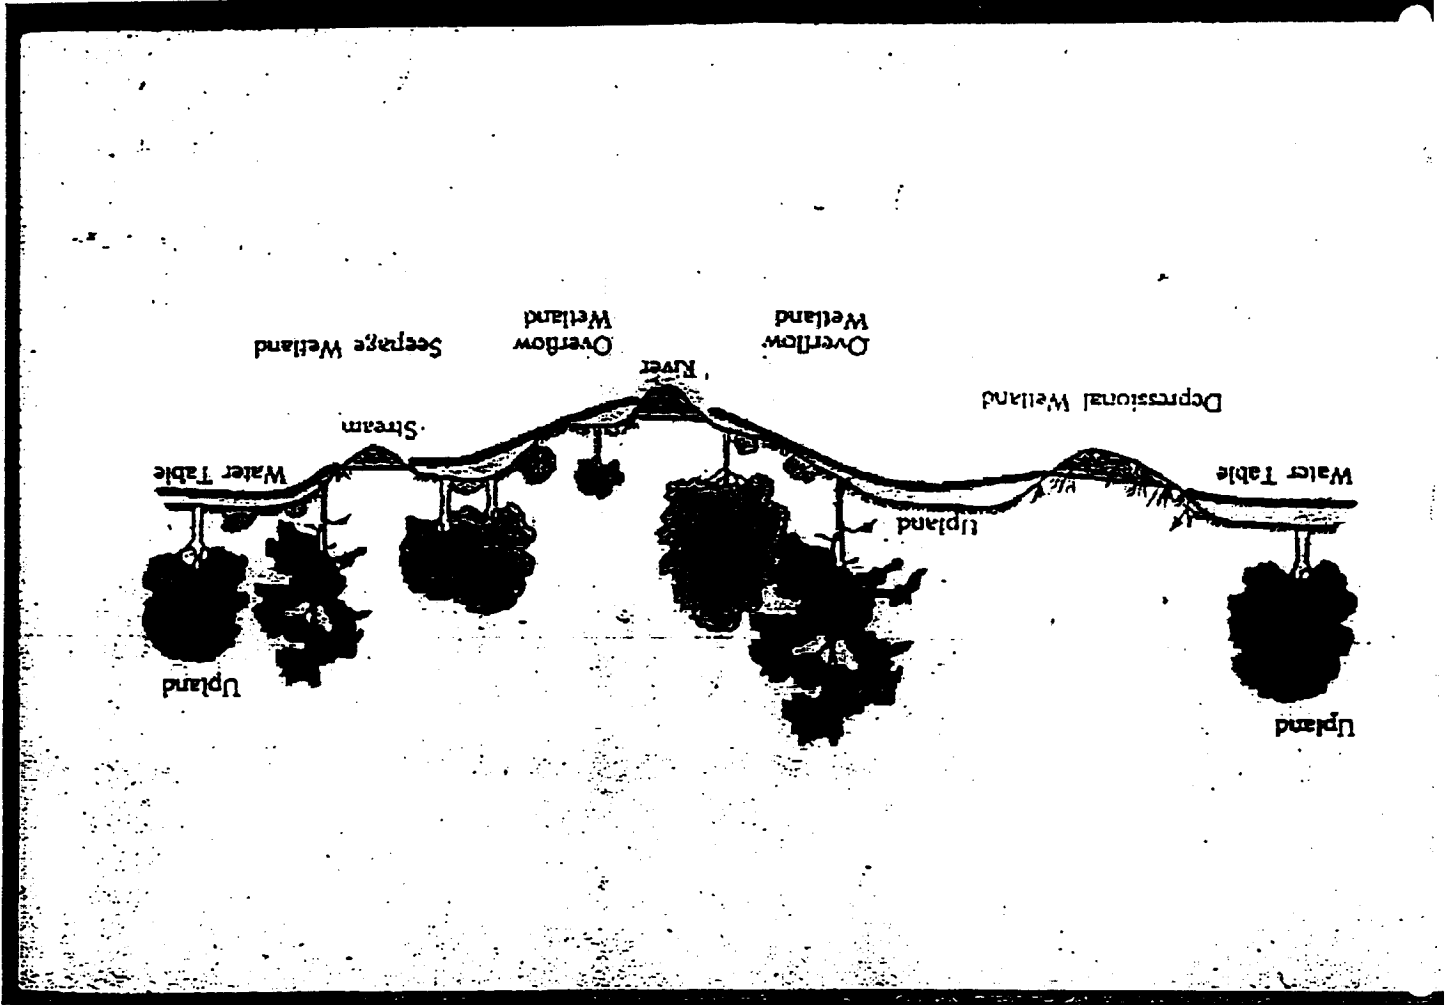 Upland
Upland
Upland
Water Table
Water Table
Stream
Depressional Wetland
River
Overflow
Wetland
Overflow
Wetland
Seepage Wetland